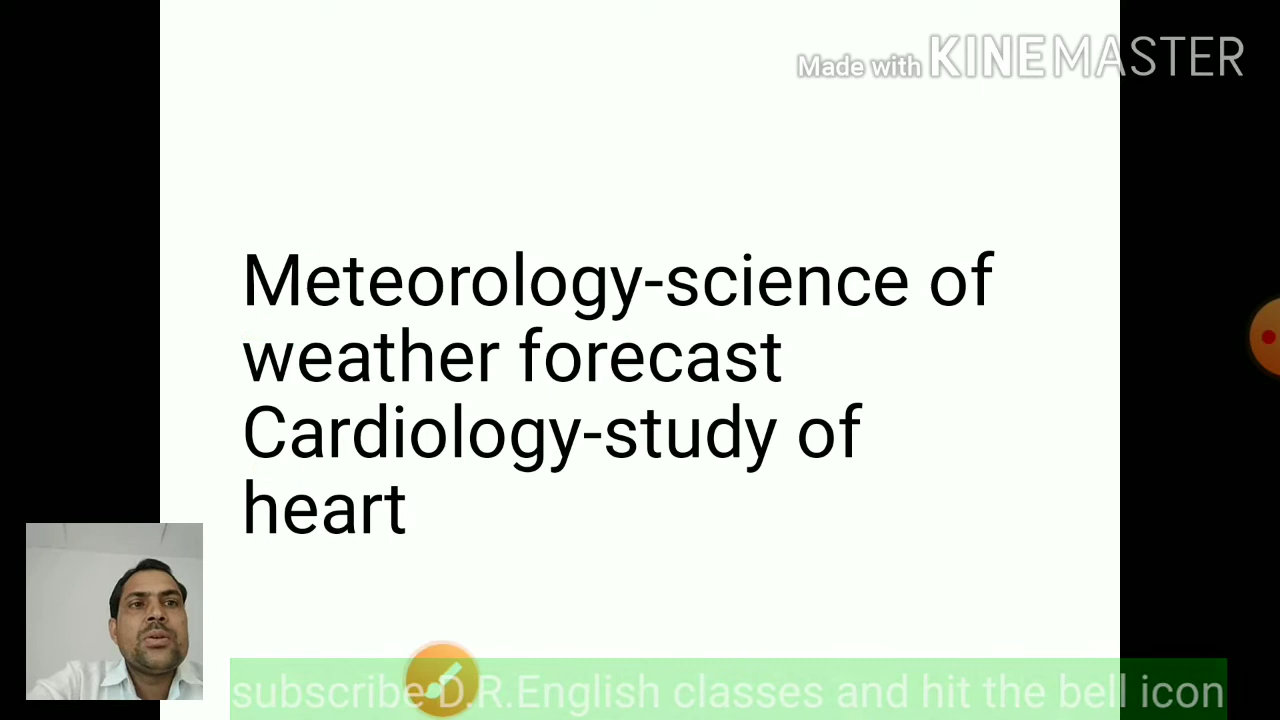 Made with KINEMASTER
Meteorology-science of
weather forecast
Cardiology-study of
heart
subscribe D.R.English classes and hit the bell icon